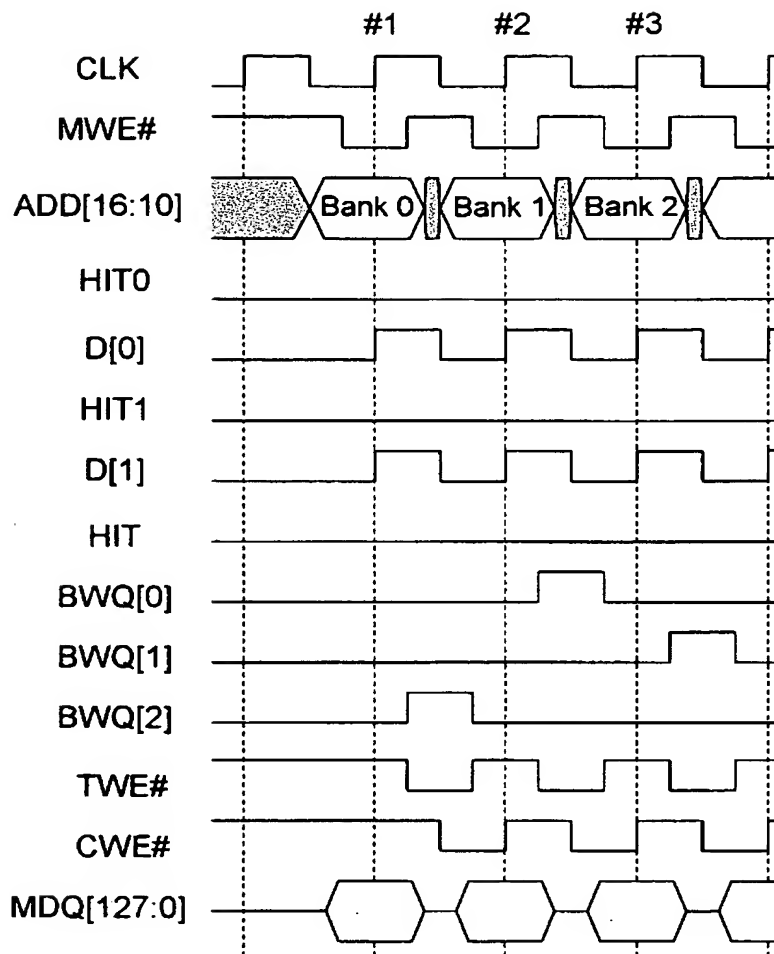 #1 #2 #3
CLK
MWE#
ADD[16:10] Bank 0 Bank 1 Bank 2
HIT0
D[0]
HIT1
D[1]
HIT
BWQ[0]
BWQ[1]
BWQ[2]
TWE#
CWE#
MDQ[127:0]